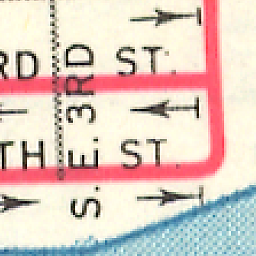 RD ST.
TH ST.
S. E. 3RD